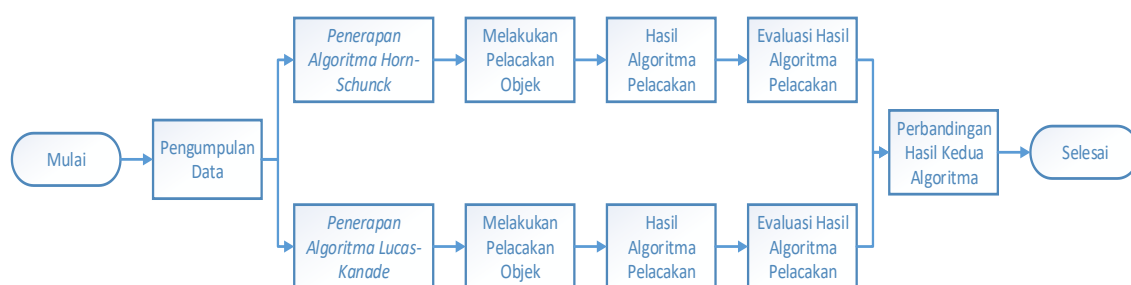 Mulai
Pengumpulan
Data
Penerapan
Algoritma Horn-
Schunck
Melakukan
Pelacakan
Objek
Hasil
Algoritma
Pelacakan
Evaluasi Hasil
Algoritma
Pelacakan
Penerapan
Algoritma Lucas-
Kanade
Melakukan
Pelacakan
Objek
Hasil
Algoritma
Pelacakan
Evaluasi Hasil
Algoritma
Pelacakan
Perbandingan
Hasil Kedua
Algoritma
Selesai